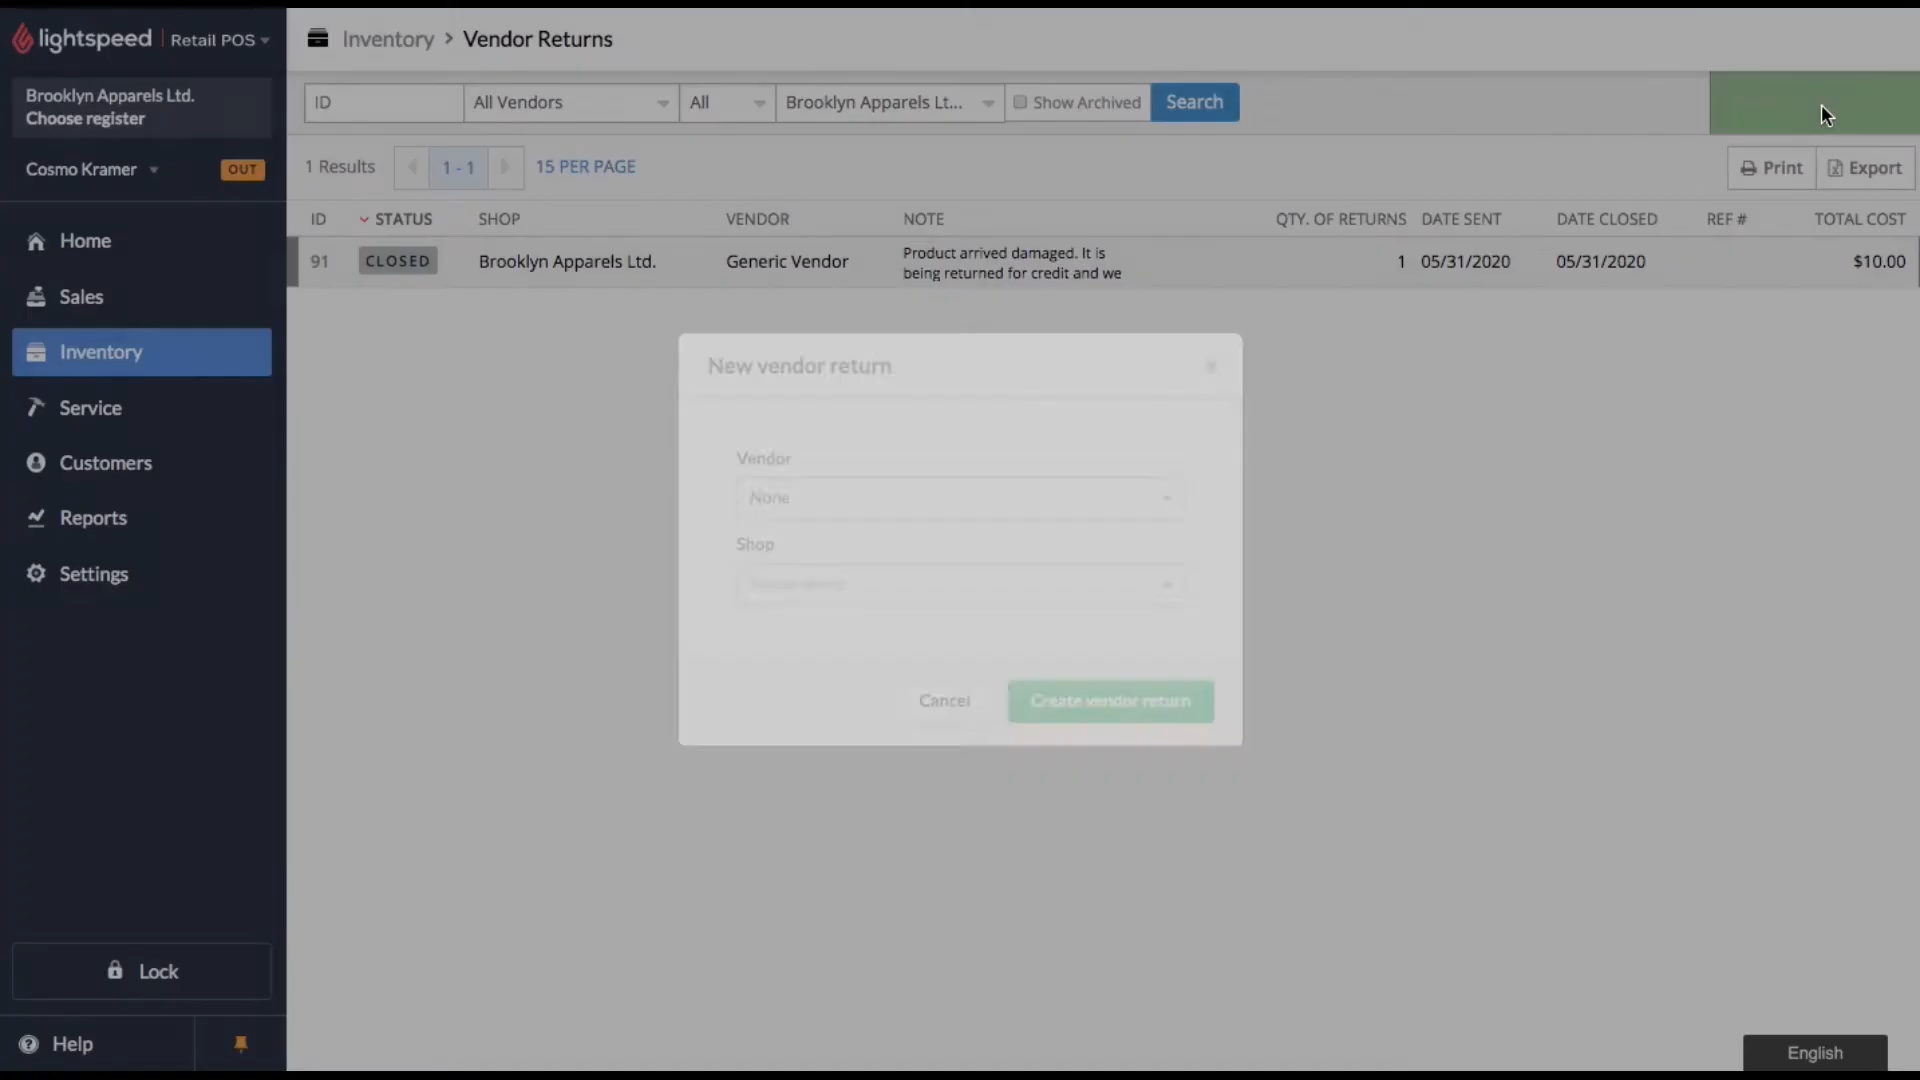 lightspeed Retail POS
Inventory > Vendor Returns
Brooklyn Apparels Ltd.
Choose register
Cosmo Kramer OUT
Home
Sales
Inventory
Service
Customers
Reports
Settings
Lock
Help
ID All Vendors All Brooklyn Apparels Lt... Show Archived Search
1 Results 1 - 1 15 PER PAGE Print Export
ID STATUS SHOP VENDOR NOTE QTY. OF RETURNS DATE SENT DATE CLOSED REF # TOTAL COST
91 CLOSED Brooklyn Apparels Ltd. Generic Vendor Product arrived damaged. It is 1 05/31/2020 05/31/2020 $10.00
being returned for credit and we
New vendor return
Vendor
None
Shop
Cancel Create vendor return
English